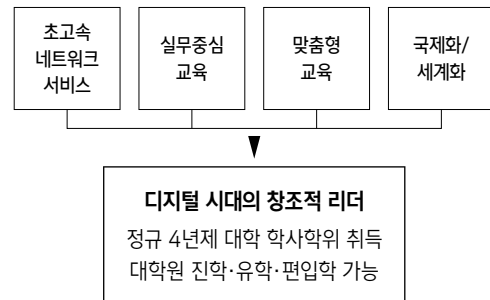 초고속
네트워크
서비스
실무중심
교육
맞춤형
교육
국제화/
세계화
디지털 시대의 창조적 리더
정규 4년제 대학 학사학위 취득
대학원 진학·유학·편입학 가능